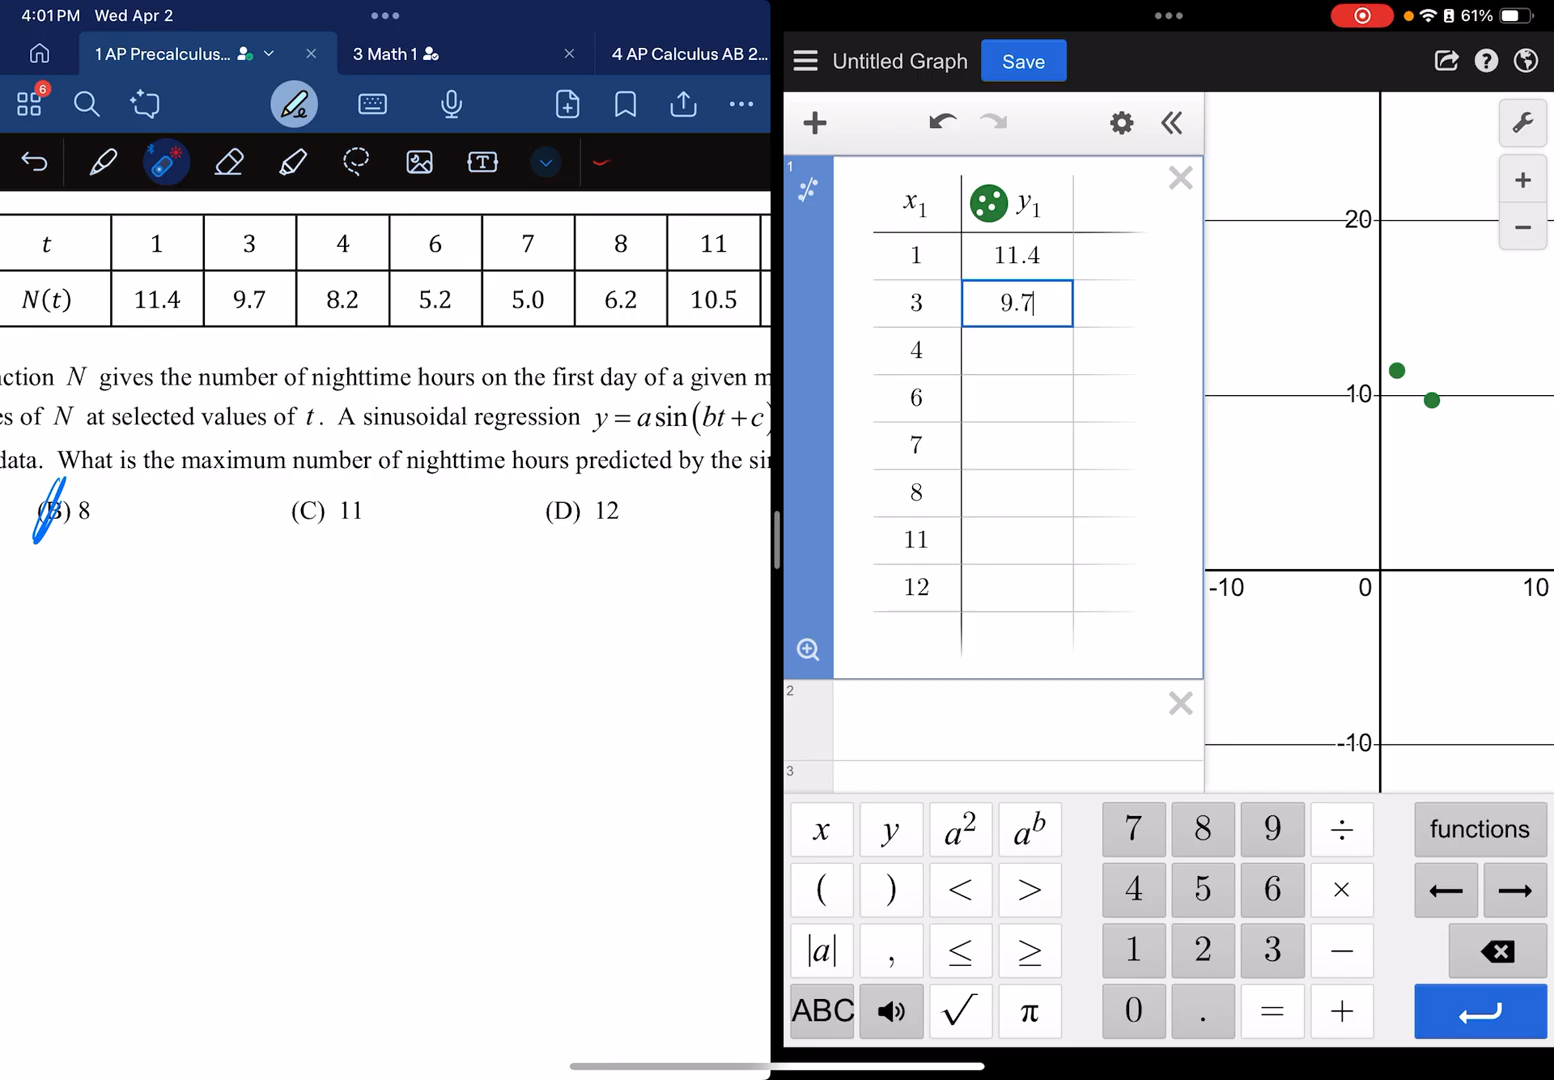 4:01 PM Wed Apr 2
61%
1 AP Precalculus...
3 Math 1
4 AP Calculus AB 2...
6
t 1 3 4 6 7 8 11
N(t) 11.4 9.7 8.2 5.2 5.0 6.2 10.5
ction N gives the number of nighttime hours on the first day of a given m
es of N at selected values of t. A sinusoidal regression y = a sin(bt + c)
data. What is the maximum number of nighttime hours predicted by the si
(B) 8 (C) 11 (D) 12
Untitled Graph Save
1
x₁ y₁
1 11.4
3 9.7
4
6
7
8
11
12
2
3
20
10
-10 0 10
-10
x y a² aᵇ 7 8 9 ÷ functions
( ) < > 4 5 6 × ← →
|a| , ≤ ≥ 1 2 3 −
ABC √ π 0 . = +